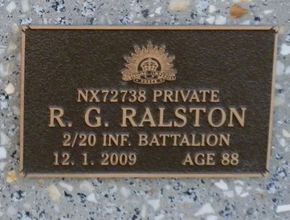 NX72738 PRIVATE
R. G. RALSTON
2/20 INF. BATTALION
12. 1. 2009 AGE 88